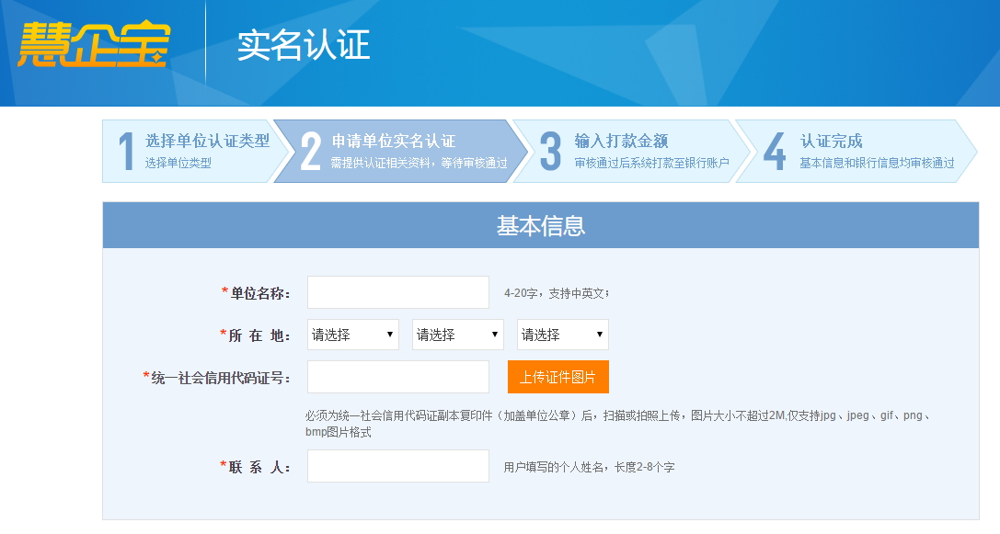 慧企宝 实名认证
1 选择单位认证类型
选择单位类型
2 申请单位实名认证
需提供认证相关资料，等待审核通过
3 输入打款金额
审核通过后系统打款至银行账户
4 认证完成
基本信息和银行信息均审核通过
基本信息
*单位名称： 4-20字，支持中英文；
*所 在 地： 请选择 请选择 请选择
*统一社会信用代码证号： 上传证件图片
必须为统一社会信用代码证副本复印件（加盖单位公章）后，扫描或拍照上传，图片大小不超过2M,仅支持jpg、jpeg、gif、png、
bmp图片格式
*联 系 人： 用户填写的个人姓名，长度2-8个字